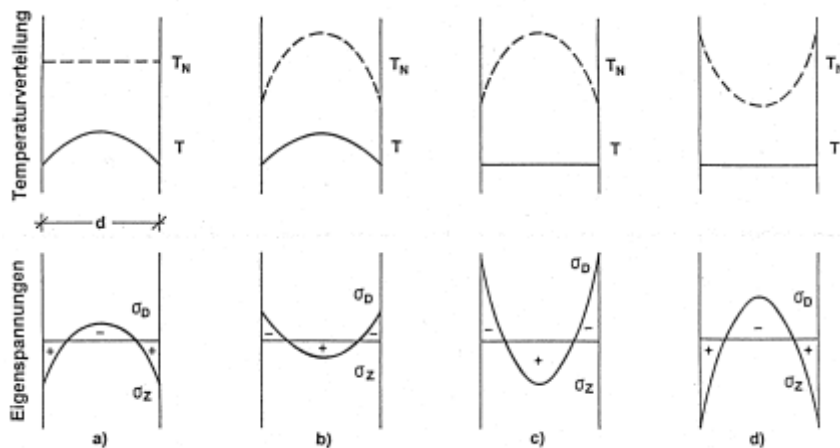 Temperaturverteilung
T_N
T
T_N
T
T_N
T
T_N
T
d
Eigenspannungen
σ_D
−
+
+
σ_Z
a)
σ_D
−
−
+
σ_Z
b)
σ_D
−
−
+
σ_Z
c)
σ_D
−
+
+
σ_Z
d)